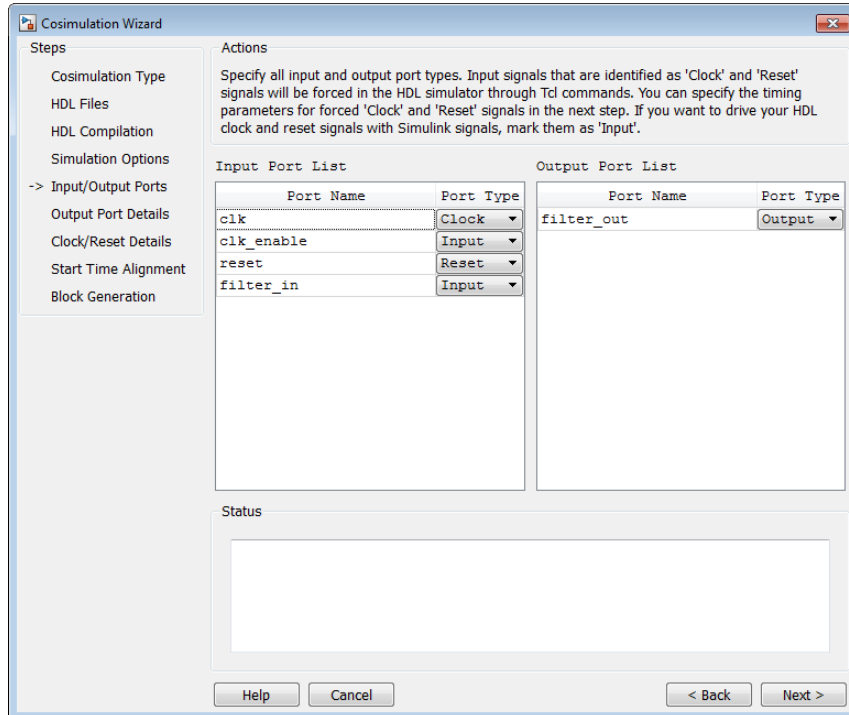 Cosimulation Wizard
Steps
Cosimulation Type
HDL Files
HDL Compilation
Simulation Options
-> Input/Output Ports
Output Port Details
Clock/Reset Details
Start Time Alignment
Block Generation
Actions
Specify all input and output port types. Input signals that are identified as 'Clock' and 'Reset'
signals will be forced in the HDL simulator through Tcl commands. You can specify the timing
parameters for forced 'Clock' and 'Reset' signals in the next step. If you want to drive your HDL
clock and reset signals with Simulink signals, mark them as 'Input'.
Input Port List
Port Name Port Type
clk Clock
clk_enable Input
reset Reset
filter_in Input
Output Port List
Port Name Port Type
filter_out Output
Status
Help Cancel < Back Next >